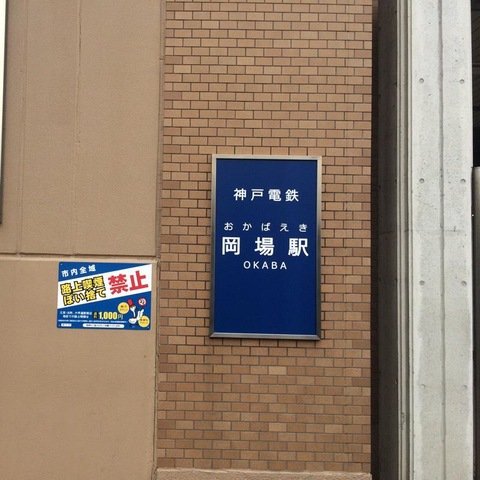 神戸電鉄
おかばえき
岡場駅
OKABA
市内全域
路上喫煙
ぽい捨て
禁止
1,000円